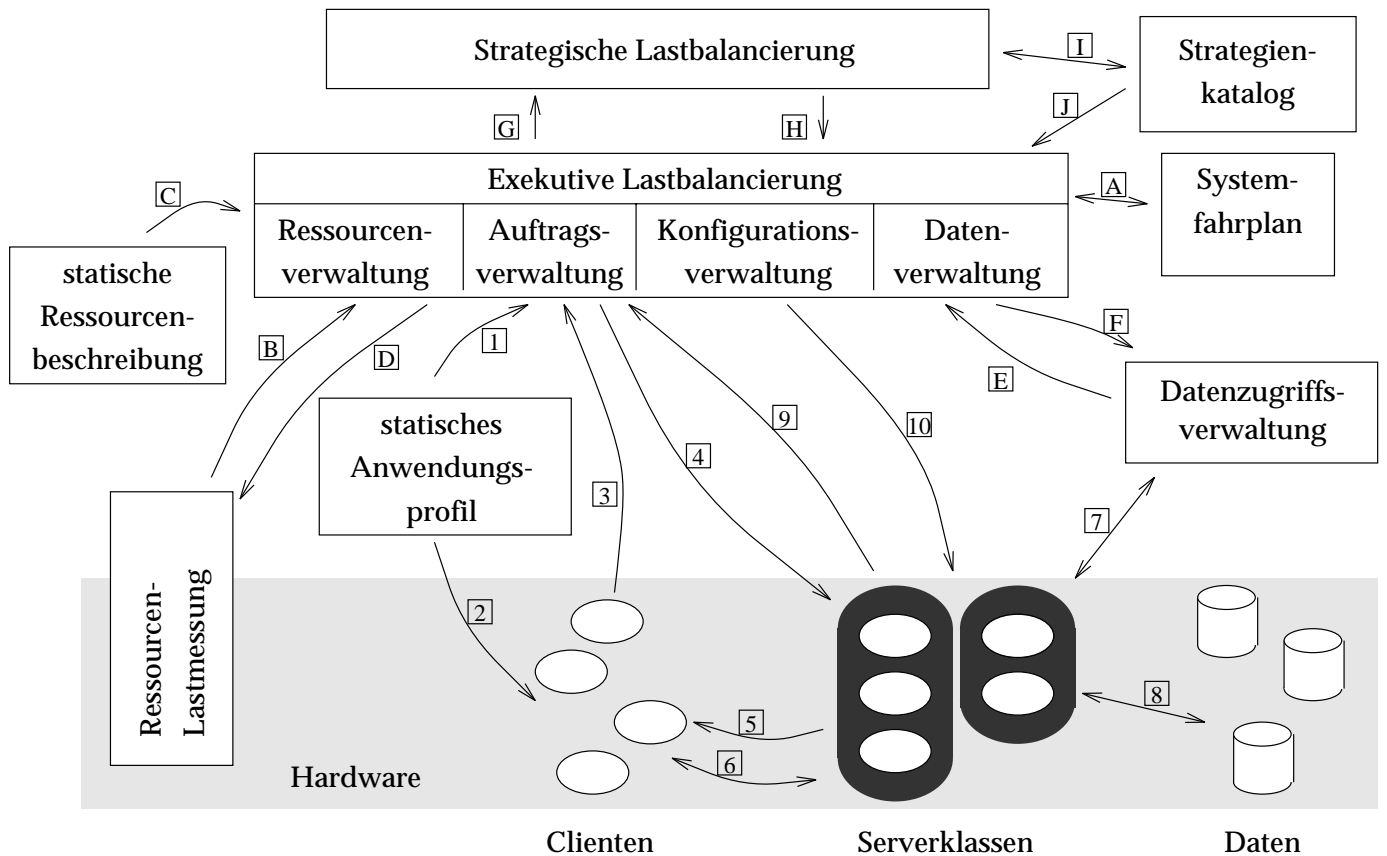 Strategische Lastbalancierung
I
Strategien-
katalog
J
G
H
Exekutive Lastbalancierung
A
System-
fahrplan
C
Ressourcen-
verwaltung
Auftrags-
verwaltung
Konfigurations-
verwaltung
Daten-
verwaltung
statische
Ressourcen-
beschreibung
B
D
1
F
E
statisches
Anwendungs-
profil
Datenzugriffs-
verwaltung
9
10
4
3
7
Ressourcen-
Lastmessung
2
8
5
6
Hardware
Clienten
Serverklassen
Daten